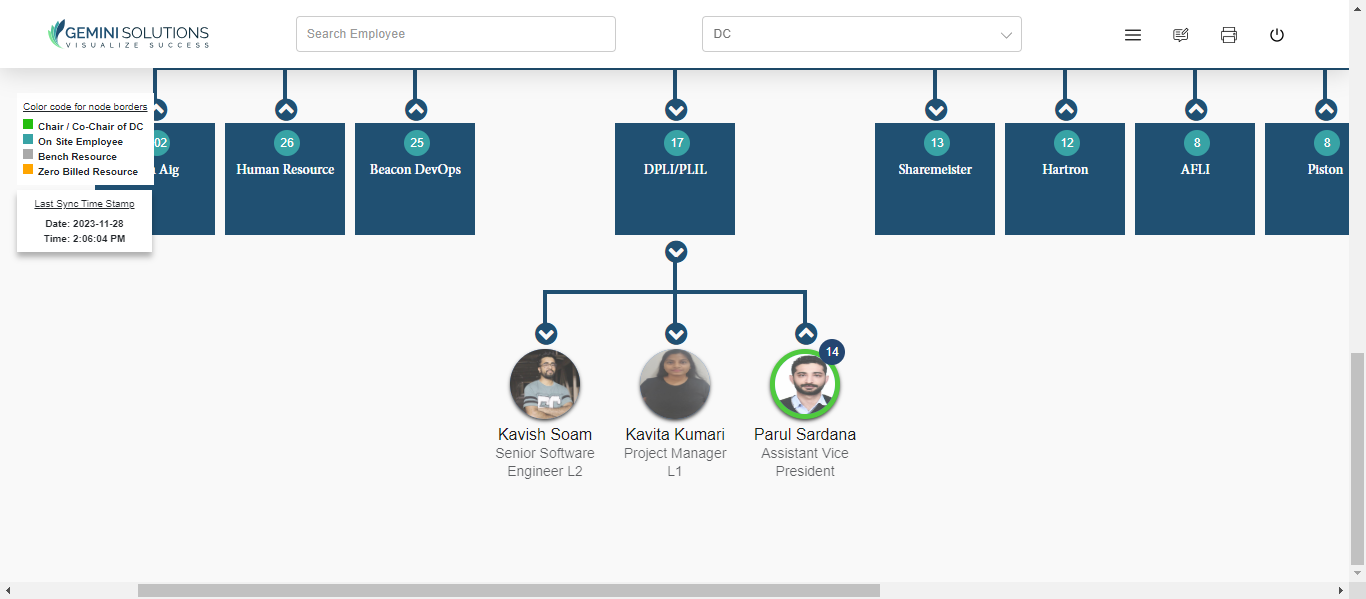 GEMINI SOLUTIONS
VISUALIZE SUCCESS
Search Employee
DC
Color code for node borders
Chair / Co-Chair of DC
On Site Employee
Bench Resource
Zero Billed Resource
Last Sync Time Stamp
Date: 2023-11-28
Time: 2:06:04 PM
02
Aig
26
Human Resource
25
Beacon DevOps
17
DPLI/PLIL
13
Sharemeister
12
Hartron
8
AFLI
8
Piston
14
Kavish Soam
Senior Software
Engineer L2
Kavita Kumari
Project Manager
L1
Parul Sardana
Assistant Vice
President